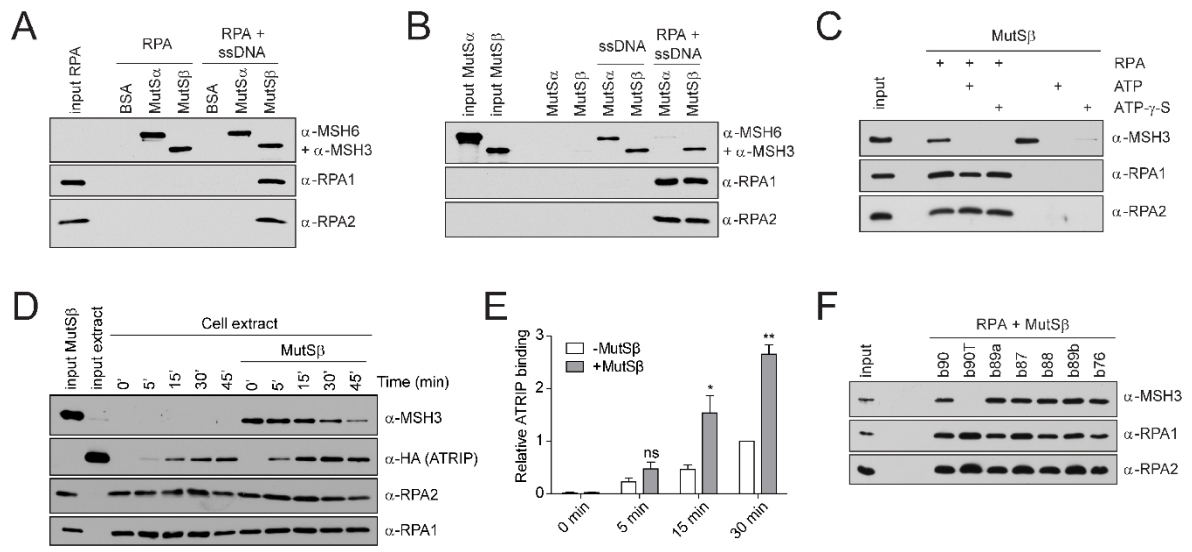 A
input RPA
RPA
RPA +
ssDNA
BSA
MutSα
MutSβ
BSA
MutSα
MutSβ
α-MSH6
+ α-MSH3
α-RPA1
α-RPA2
B
input MutSα
input MutSβ
ssDNA
RPA +
ssDNA
MutSα
MutSβ
MutSα
MutSβ
MutSα
MutSβ
α-MSH6
+ α-MSH3
α-RPA1
α-RPA2
C
MutSβ
input
+ + + RPA
+ + ATP
+ + ATP-γ-S
α-MSH3
α-RPA1
α-RPA2
D
input MutSβ
input extract
Cell extract
MutSβ
0' 5' 15' 30' 45' 0' 5' 15' 30' 45' Time (min)
α-MSH3
α-HA (ATRIP)
α-RPA2
α-RPA1
E
Relative ATRIP binding
3
2
1
0
-MutSβ
+MutSβ
ns
*
**
0 min
5 min
15 min
30 min
F
RPA + MutSβ
input
b90
b90T
b89a
b87
b88
b89b
b76
α-MSH3
α-RPA1
α-RPA2